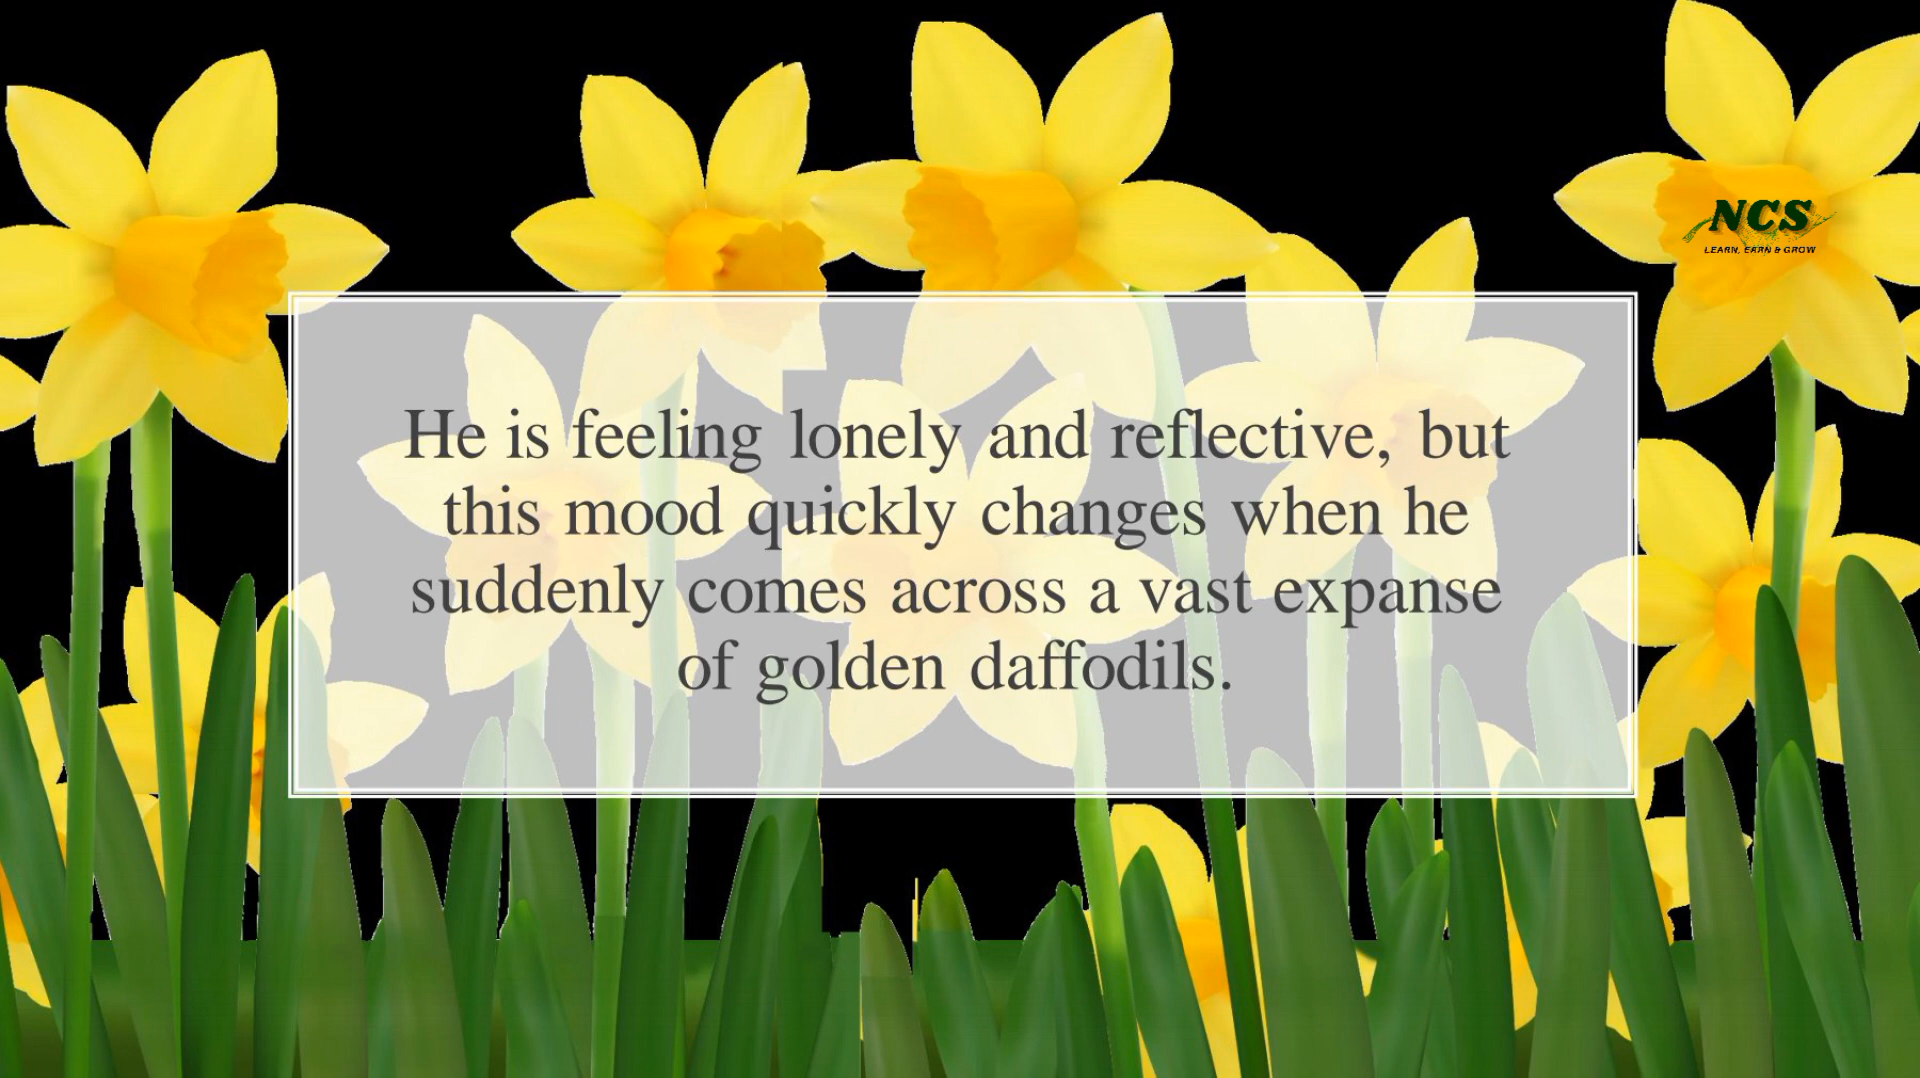 NCS
LEARN, EARN & GROW
He is feeling lonely and reflective, but
this mood quickly changes when he
suddenly comes across a vast expanse
of golden daffodils.